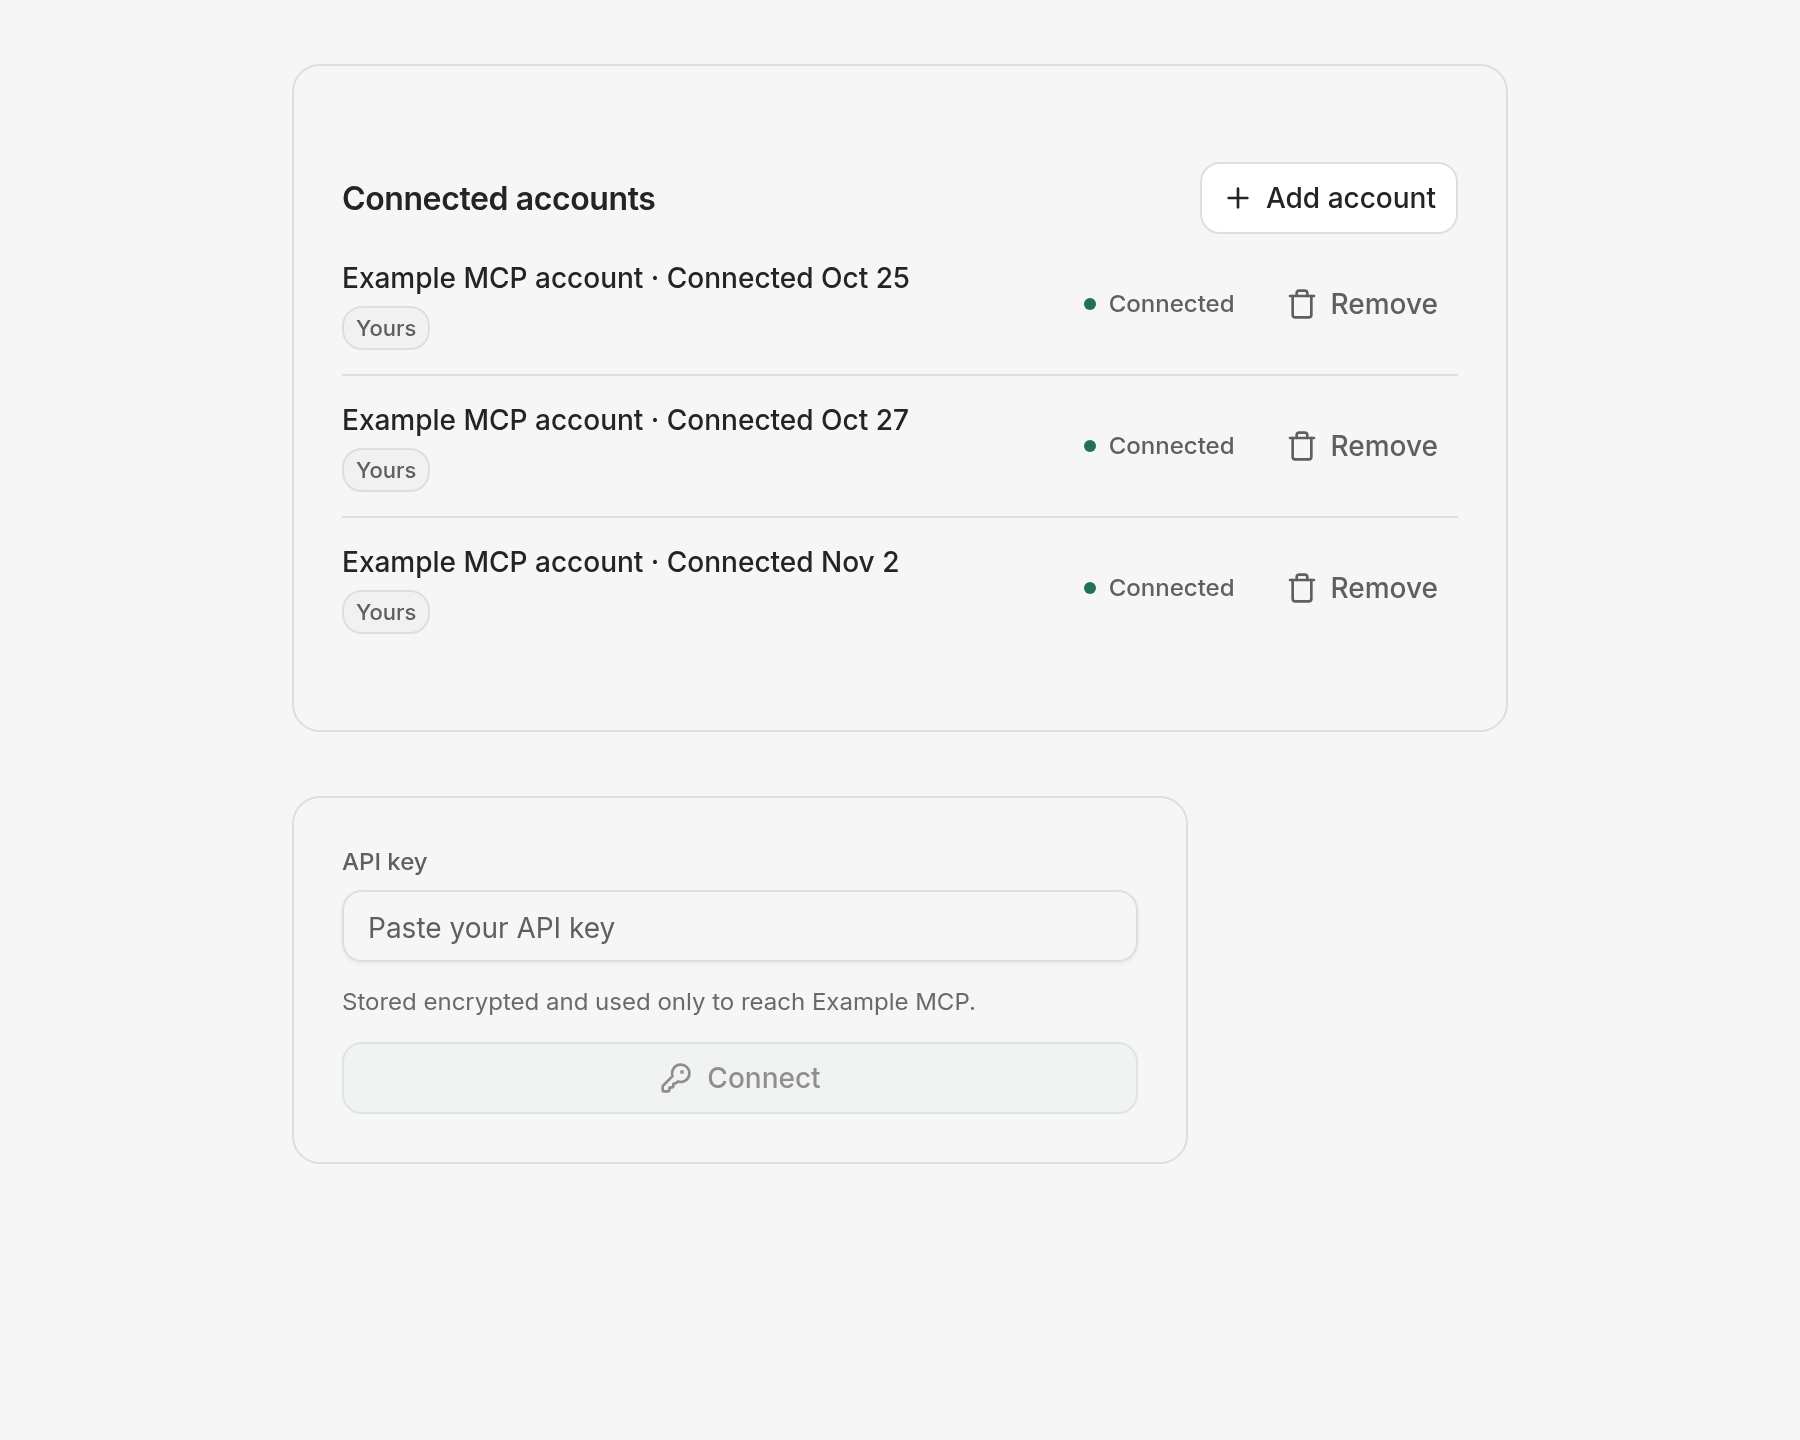 Connected accounts
Add account
Example MCP account · Connected Oct 25
Yours
Connected
Remove
Example MCP account · Connected Oct 27
Yours
Connected
Remove
Example MCP account · Connected Nov 2
Yours
Connected
Remove
API key
Paste your API key
Stored encrypted and used only to reach Example MCP.
Connect